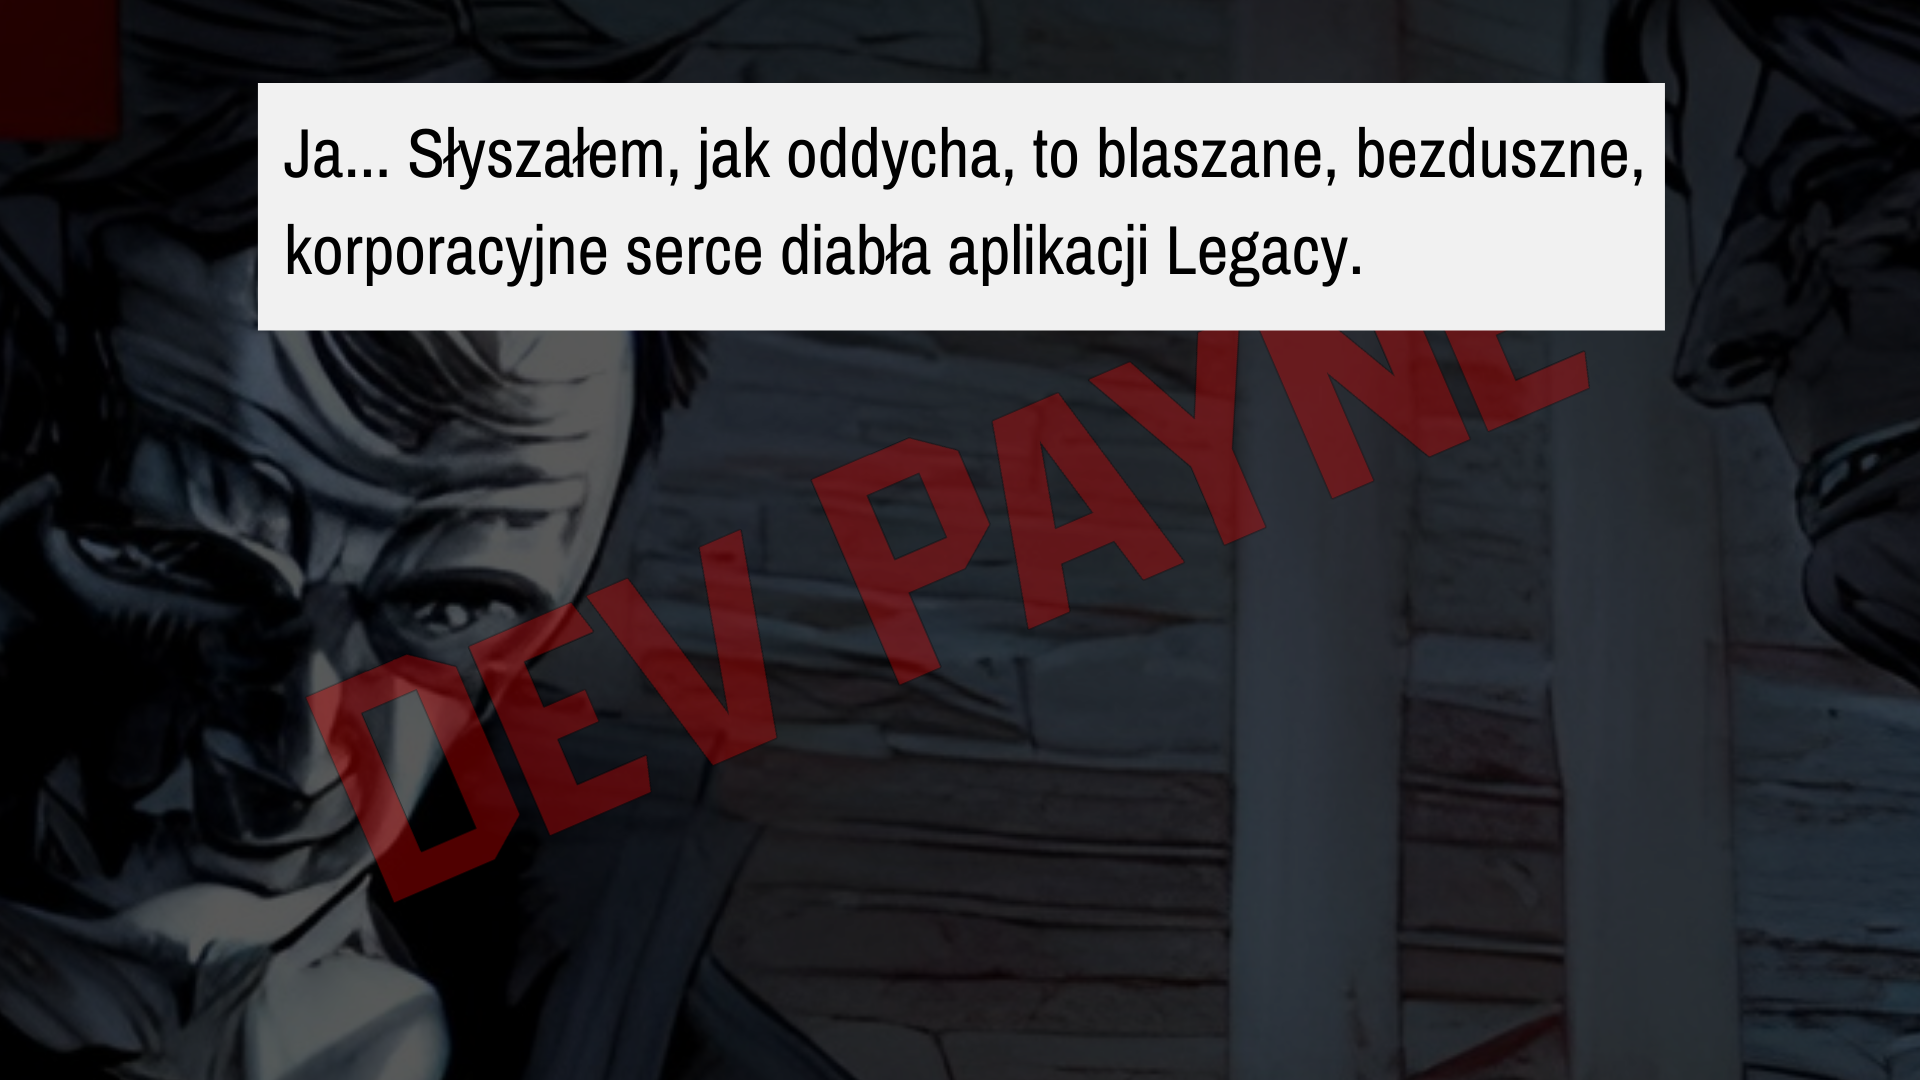 Ja... Słyszałem, jak oddycha, to blaszane, bezduszne,
korporacyjne serce diabła aplikacji Legacy.
DEV PAYNE